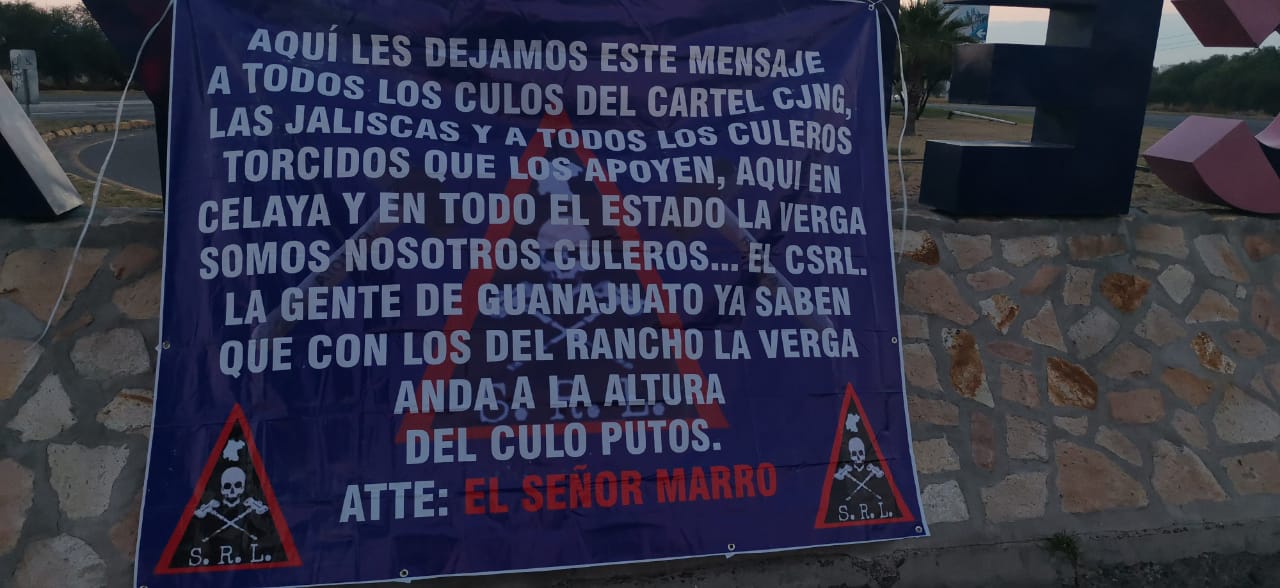 AQUÍ LES DEJAMOS ESTE MENSAJE
A TODOS LOS CULOS DEL CARTEL CJNG,
LAS JALISCAS Y A TODOS LOS CULEROS
TORCIDOS QUE LOS APOYEN, AQUI EN
CELAYA Y EN TODO EL ESTADO LA VERGA
SOMOS NOSOTROS CULEROS... EL CSRL.
LA GENTE DE GUANAJUATO YA SABEN
QUE CON LOS DEL RANCHO LA VERGA
ANDA A LA ALTURA
S. R. L.
DEL CULO PUTOS.
ATTE: EL SEÑOR MARRO
S. R. L.
S. R. L.